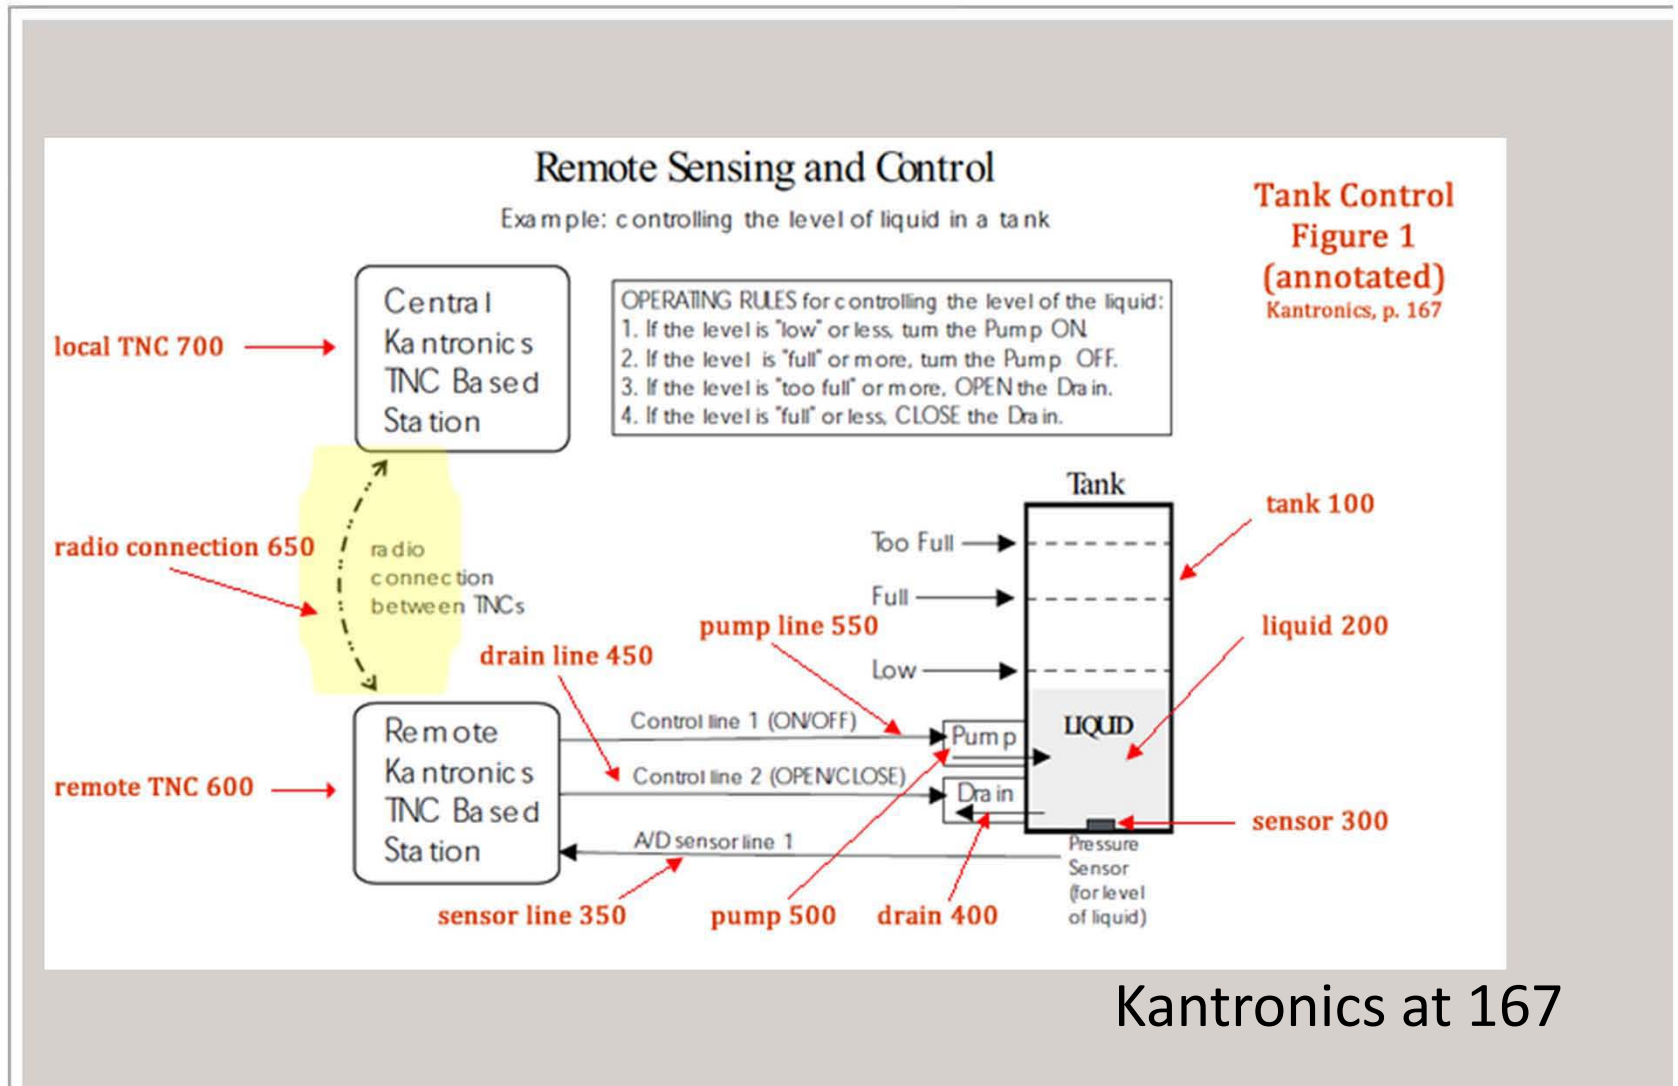 Remote Sensing and Control
Example: controlling the level of liquid in a tank
Tank Control
Figure 1
(annotated)
Kantronics, p. 167
local TNC 700
Central
Kantronics
TNC Based
Station
OPERATING RULES for controlling the level of the liquid:
1. If the level is "low" or less, turn the Pump ON.
2. If the level is "full" or more, turn the Pump OFF.
3. If the level is "too full" or more, OPEN the Drain.
4. If the level is "full" or less, CLOSE the Drain.
radio connection 650
radio
connection
between TNCs
Tank
tank 100
Too Full
Full
Low
liquid 200
pump line 550
drain line 450
remote TNC 600
Remote
Kantronics
TNC Based
Station
Control line 1 (ON/OFF)
Control line 2 (OPEN/CLOSE)
A/D sensor line 1
Pump
Drain
LIQUID
sensor 300
Pressure
Sensor
(for level
of liquid)
sensor line 350
pump 500
drain 400
Kantronics at 167